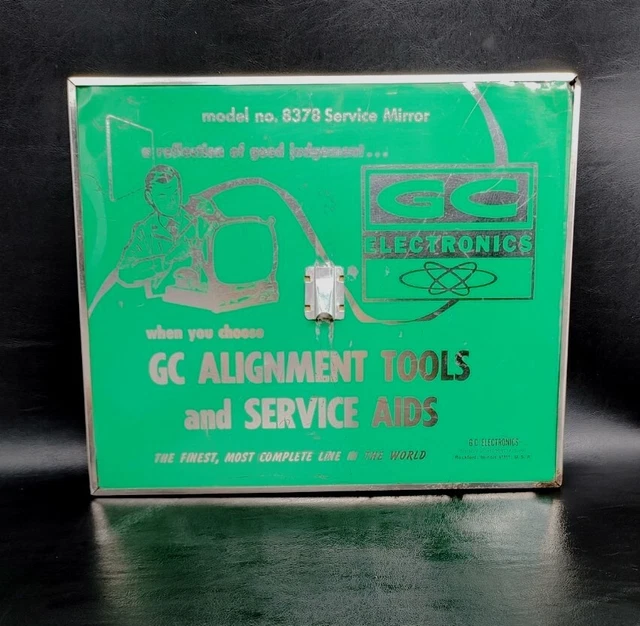 model no. 8378 Service Mirror
a reflection of good judgement...
GC
ELECTRONICS
when you choose
GC ALIGNMENT TOOLS
and SERVICE AIDS
THE FINEST, MOST COMPLETE LINE IN THE WORLD
G.C. ELECTRONICS